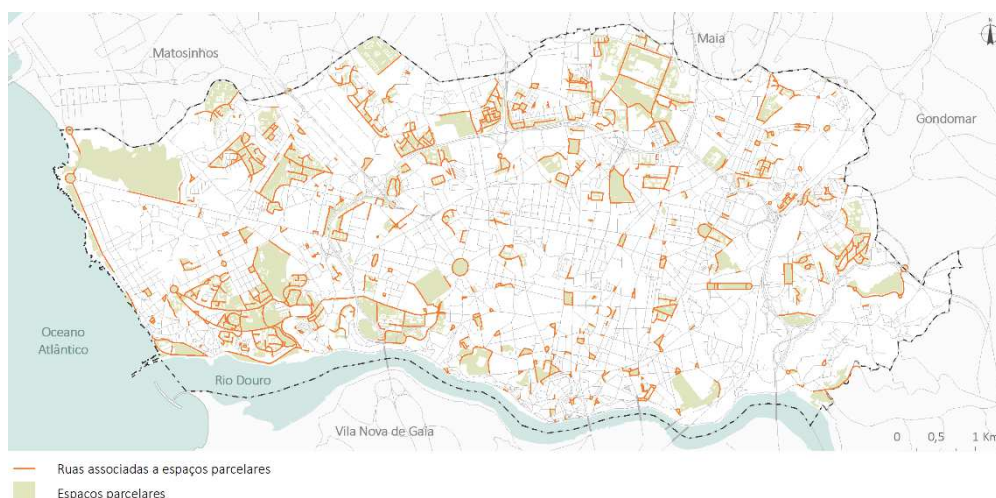 Matosinhos
Maia
N
Gondomar
Oceano
Atlântico
Rio Douro
Vila Nova de Gaia
0 0,5 1 Km
Ruas associadas a espaços parcelares
Espaços parcelares